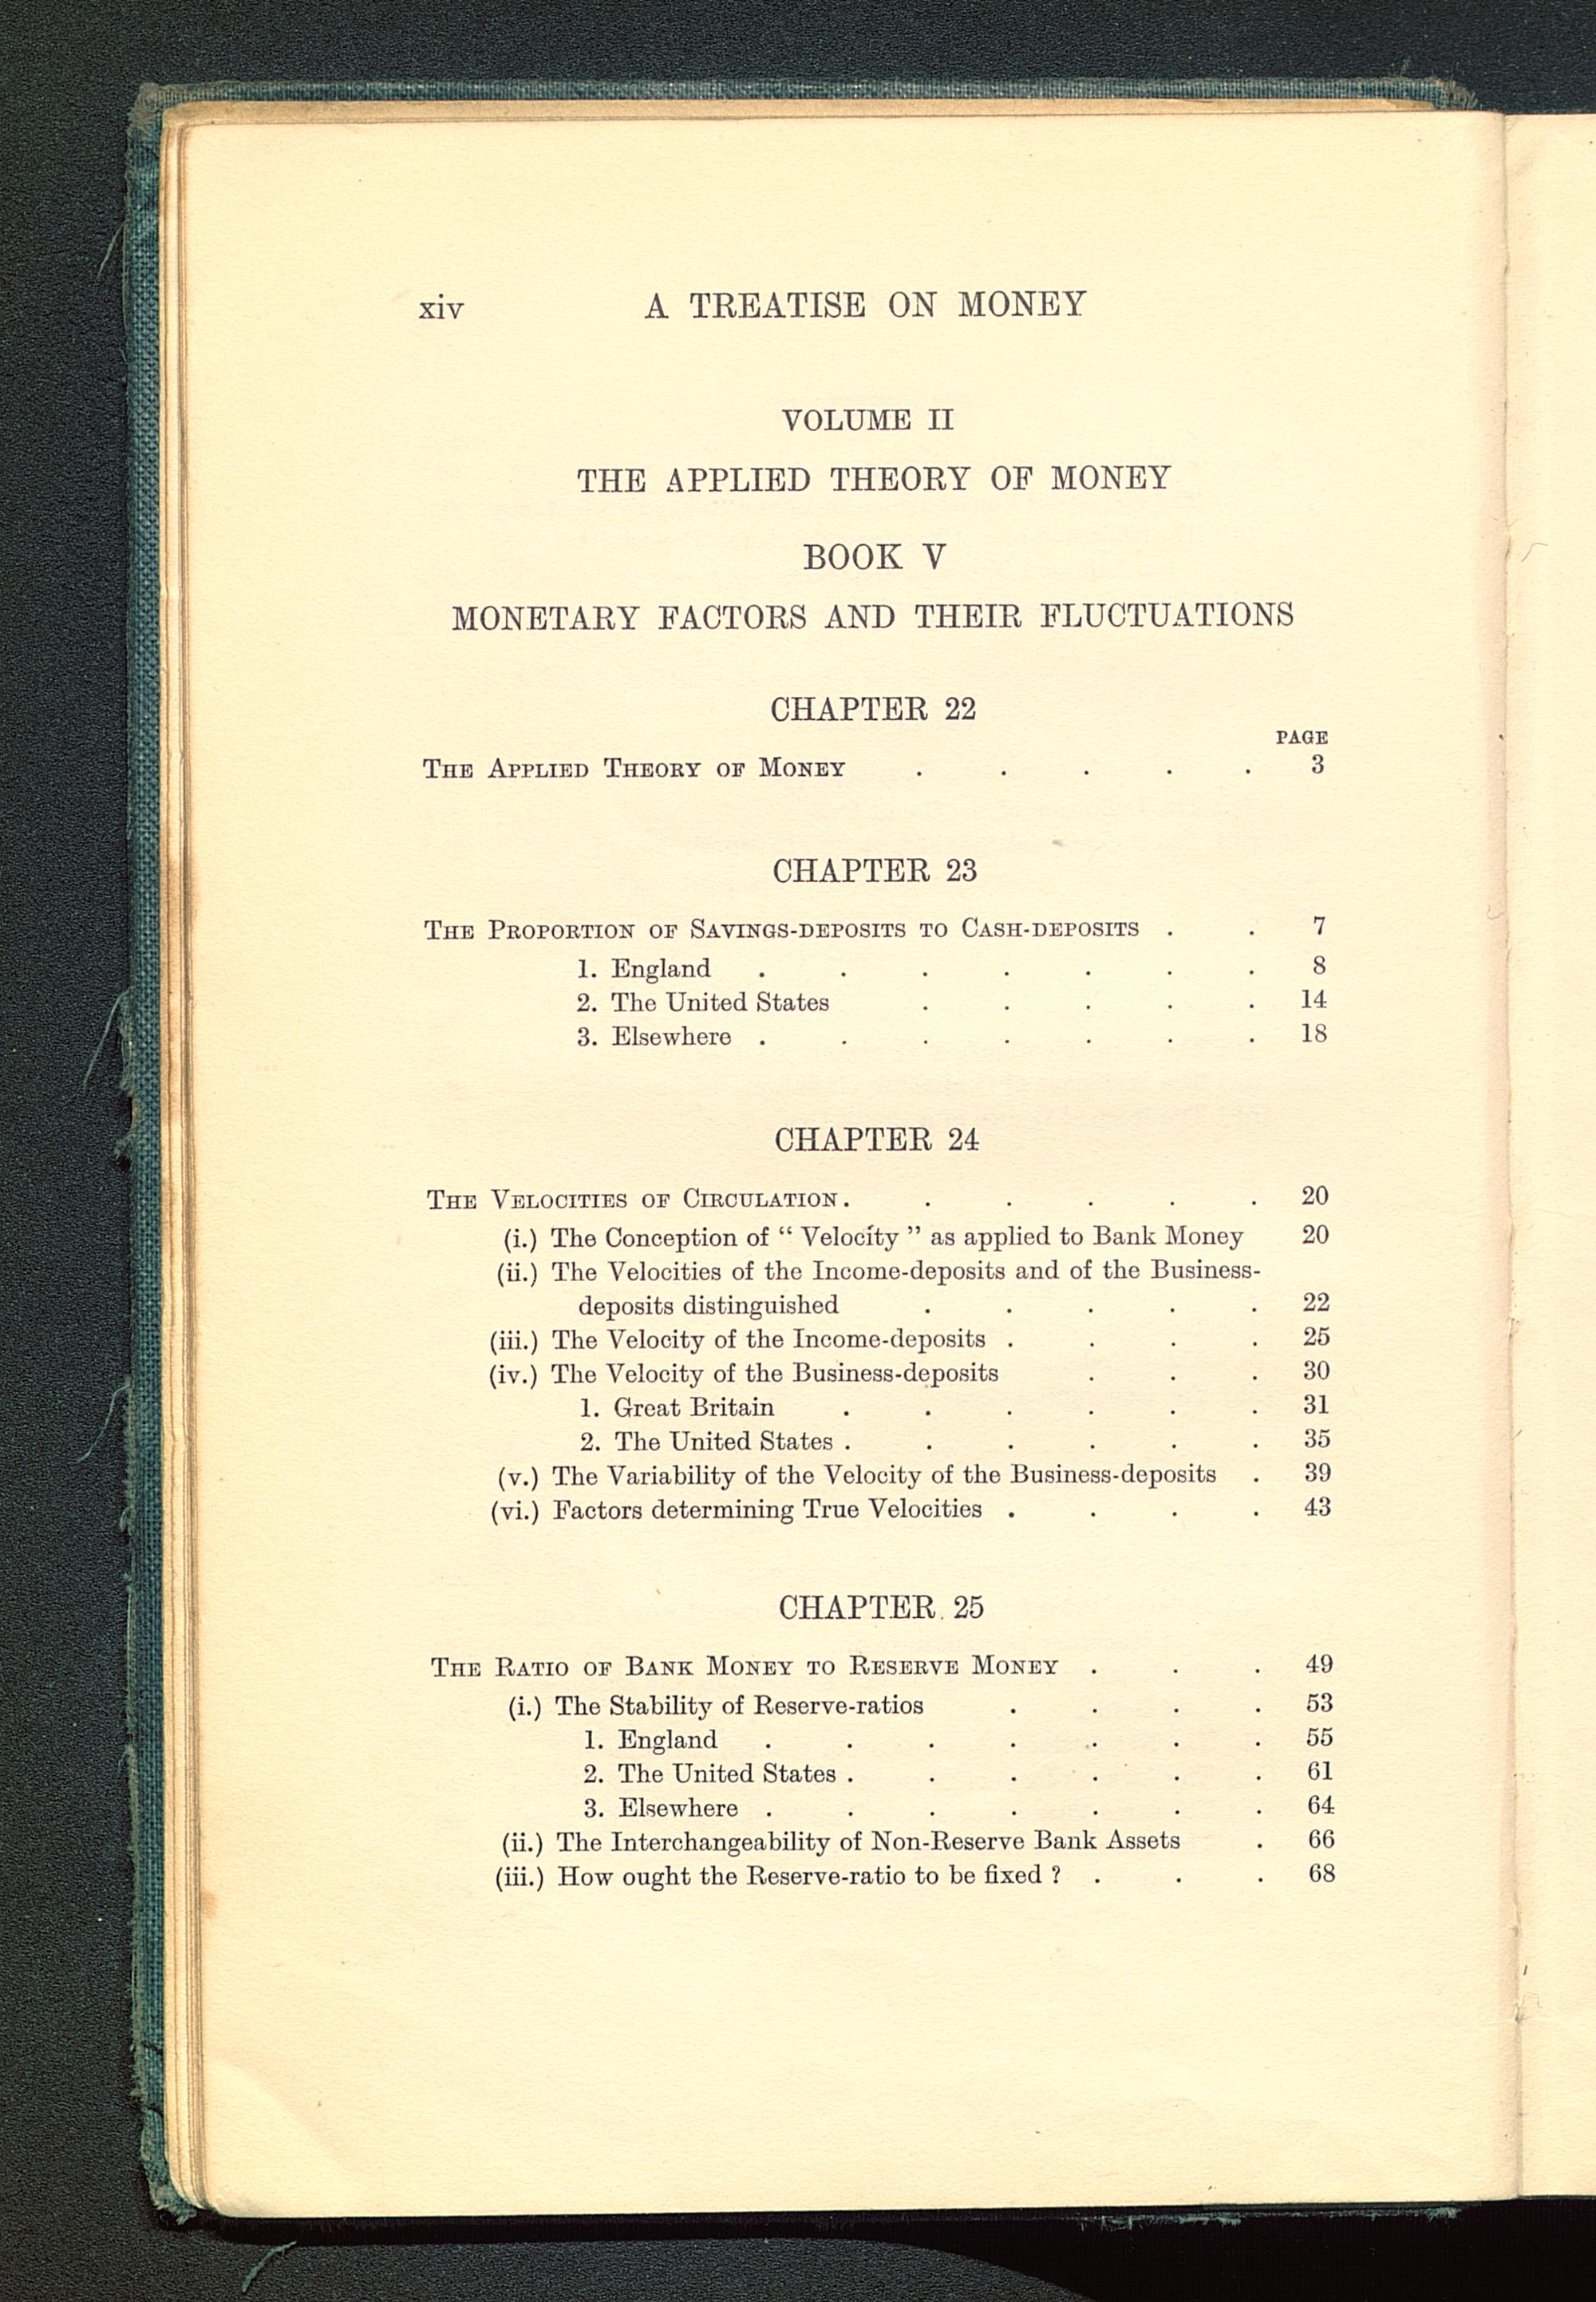 xiv A TREATISE ON MONEY
VOLUME II
THE APPLIED THEORY OF MONEY
BOOK V
MONETARY FACTORS AND THEIR FLUCTUATIONS
CHAPTER 22
PAGE
THE APPLIED THEORY OF MONEY . . . . . 3
CHAPTER 23
THE PROPORTION OF SAVINGS-DEPOSITS TO CASH-DEPOSITS . . 7
1. England . . . . . . . 8
2. The United States . . . . . 14
3. Elsewhere . . . . . . . 18
CHAPTER 24
THE VELOCITIES OF CIRCULATION . . . . . . 20
(i.) The Conception of “ Velocity ” as applied to Bank Money 20
(ii.) The Velocities of the Income-deposits and of the Business-
deposits distinguished . . . . . 22
(iii.) The Velocity of the Income-deposits . . . . 25
(iv.) The Velocity of the Business-deposits . . . 30
1. Great Britain . . . . . . 31
2. The United States . . . . . . 35
(v.) The Variability of the Velocity of the Business-deposits . 39
(vi.) Factors determining True Velocities . . . . 43
CHAPTER 25
THE RATIO OF BANK MONEY TO RESERVE MONEY . . . 49
(i.) The Stability of Reserve-ratios . . . . 53
1. England . . . . . . . 55
2. The United States . . . . . . 61
3. Elsewhere . . . . . . . 64
(ii.) The Interchangeability of Non-Reserve Bank Assets . 66
(iii.) How ought the Reserve-ratio to be fixed ? . . . 68